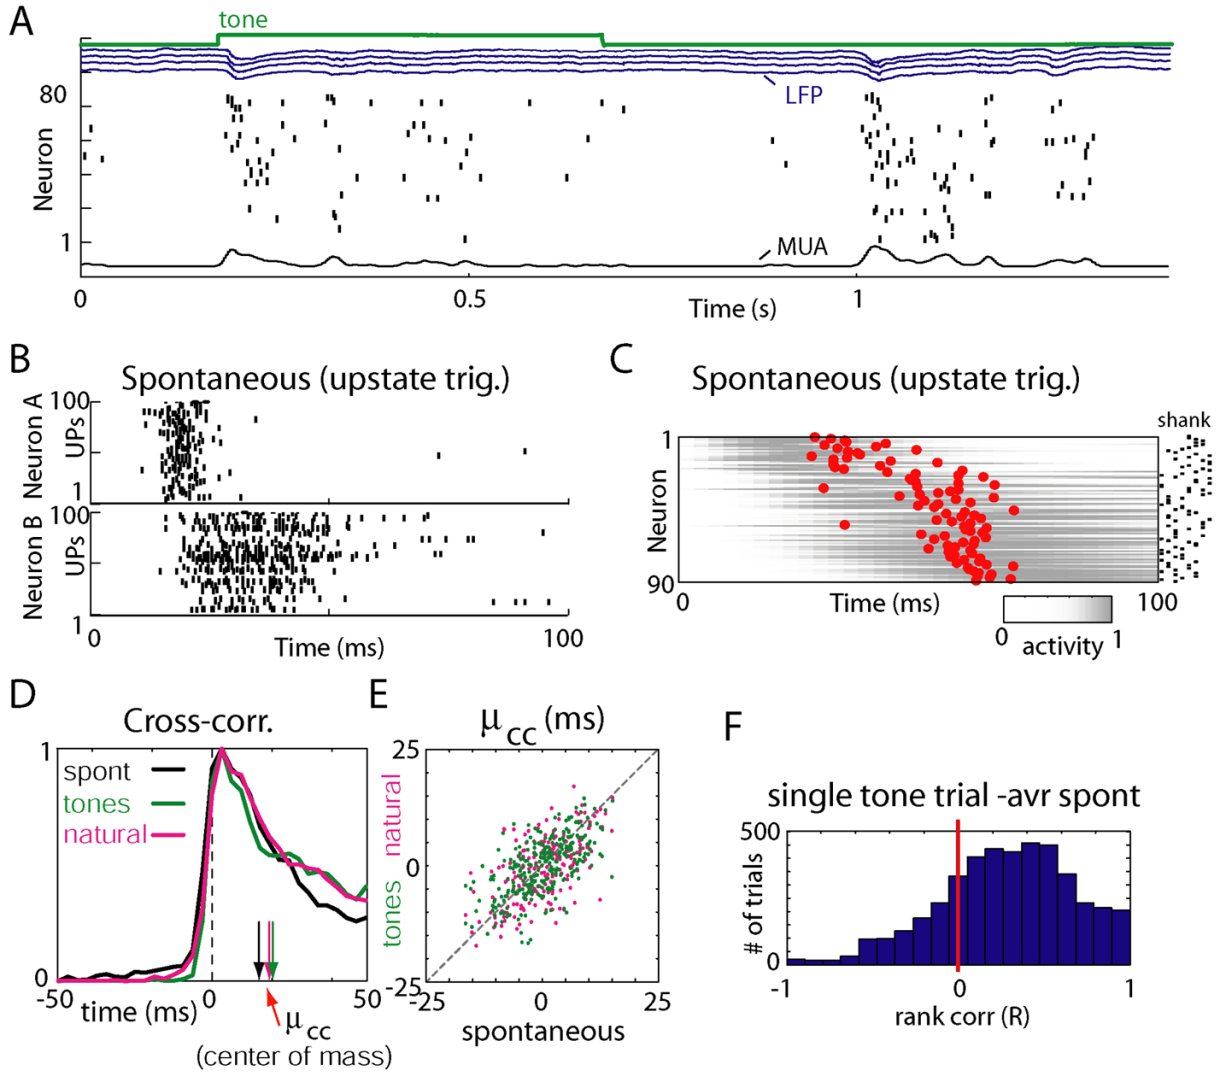 A
tone
80
Neuron
1
LFP
MUA
0
0.5
1
Time (s)
B
Spontaneous (upstate trig.)
Neuron A
UPs
100
1
Neuron B
UPs
100
1
0
Time (ms)
100
C
Spontaneous (upstate trig.)
shank
Neuron
1
90
0
Time (ms)
100
0
1
activity
D
Cross-corr.
1
spont
tones
natural
0
-50
time (ms)
0
50
μcc
(center of mass)
E
μcc (ms)
25
0
-25
tones
natural
-25
0
25
spontaneous
F
single tone trial -avr spont
500
# of trials
0
-1
0
1
rank corr (R)